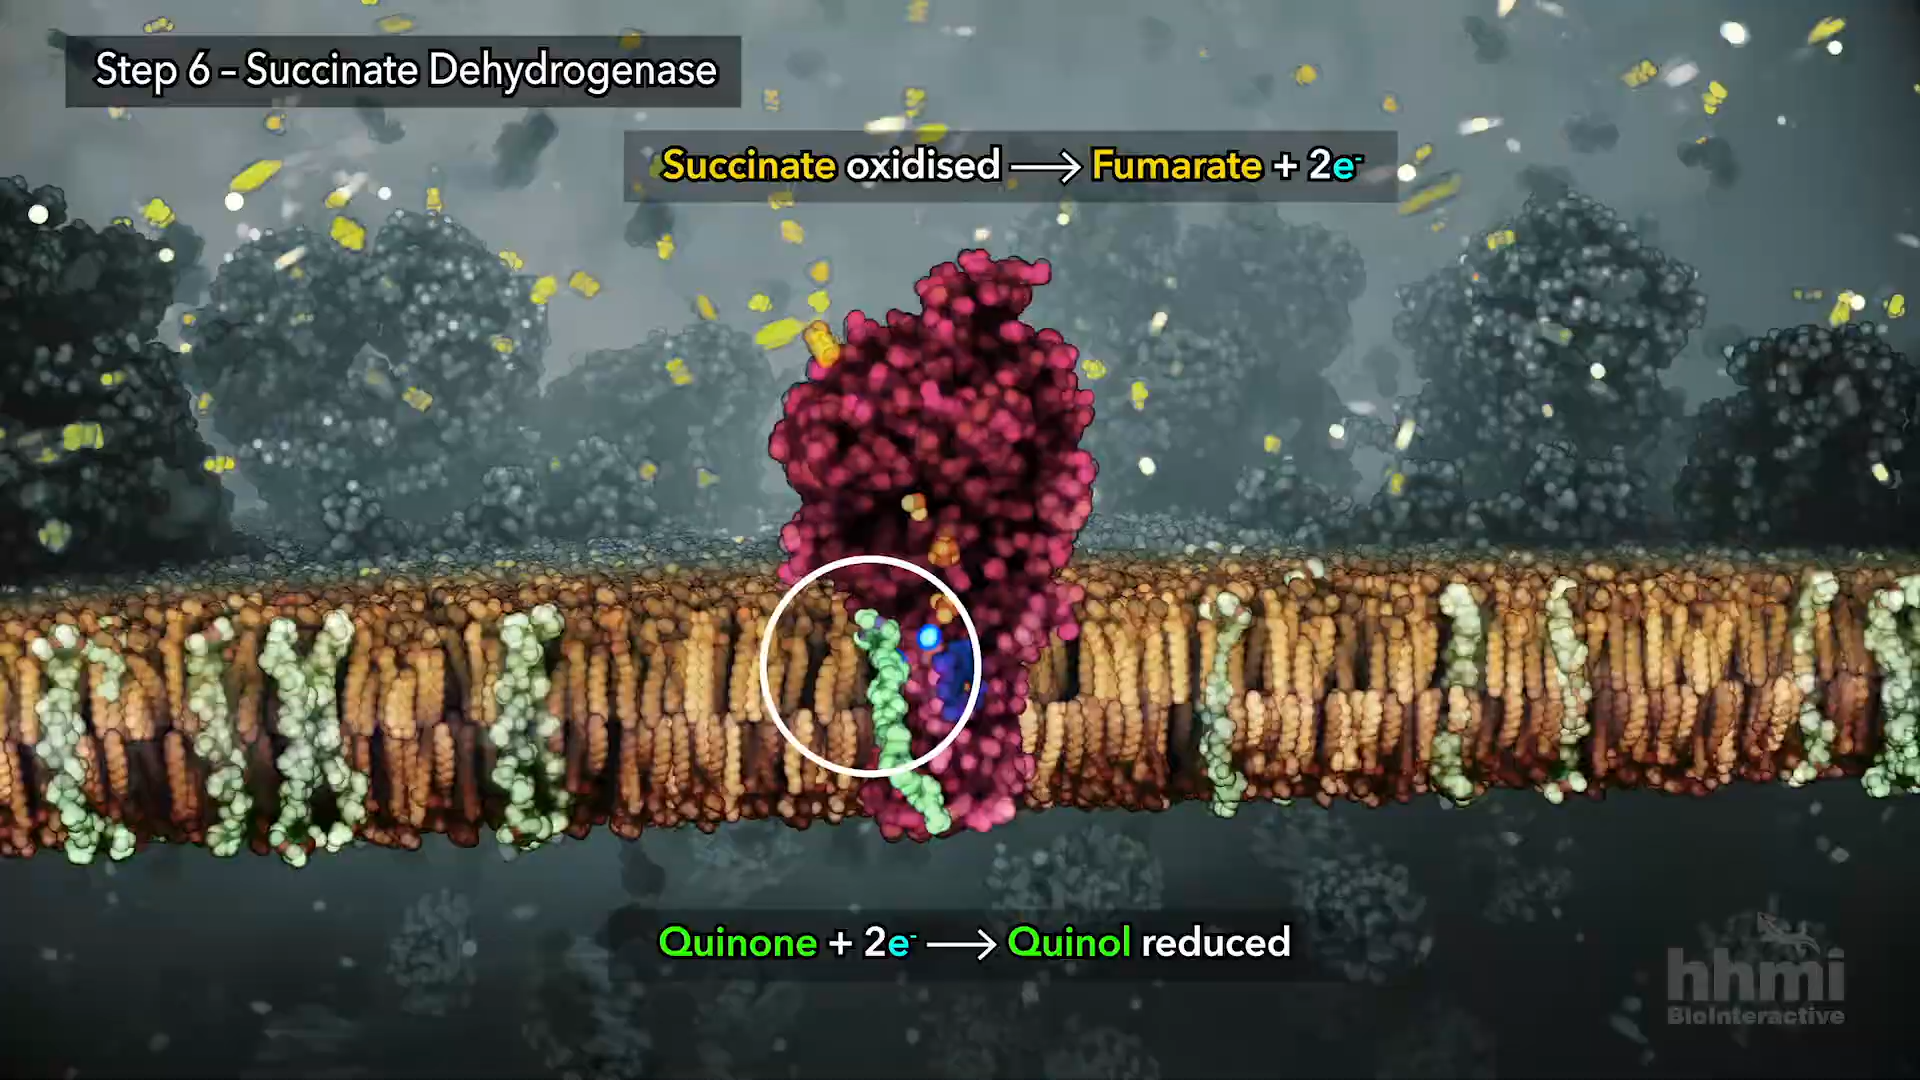 Step 6 – Succinate Dehydrogenase
Succinate oxidised ⟶ Fumarate + 2e⁻
Quinone + 2e⁻ ⟶ Quinol reduced
hhmi
BioInteractive